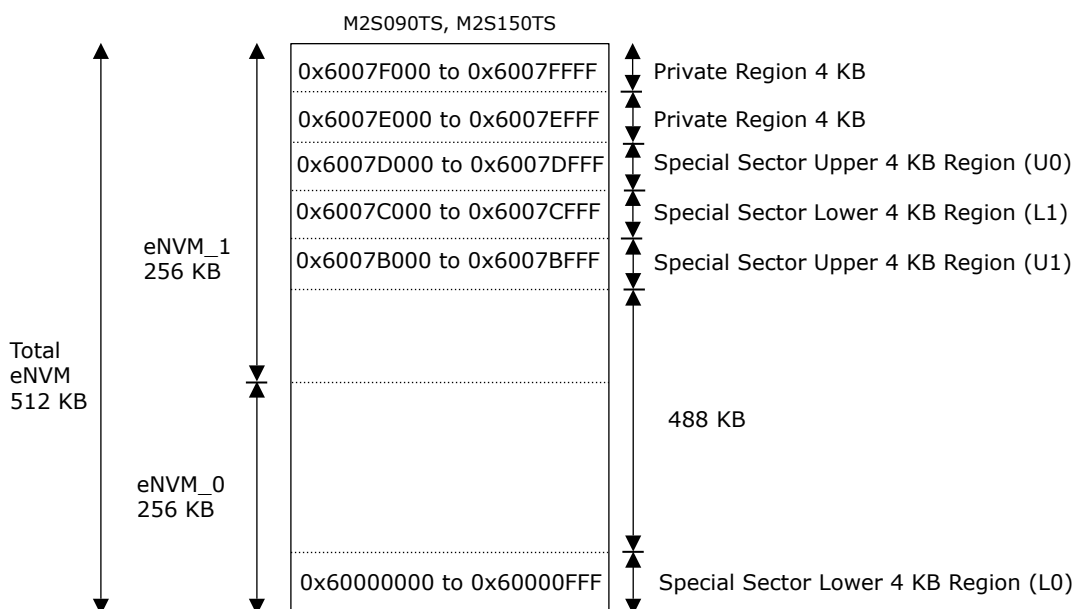 M2S090TS, M2S150TS
0x6007F000 to 0x6007FFFF
Private Region 4 KB
0x6007E000 to 0x6007EFFF
Private Region 4 KB
0x6007D000 to 0x6007DFFF
Special Sector Upper 4 KB Region (U0)
0x6007C000 to 0x6007CFFF
Special Sector Lower 4 KB Region (L1)
eNVM_1
256 KB
0x6007B000 to 0x6007BFFF
Special Sector Upper 4 KB Region (U1)
Total
eNVM
512 KB
488 KB
eNVM_0
256 KB
0x60000000 to 0x60000FFF
Special Sector Lower 4 KB Region (L0)